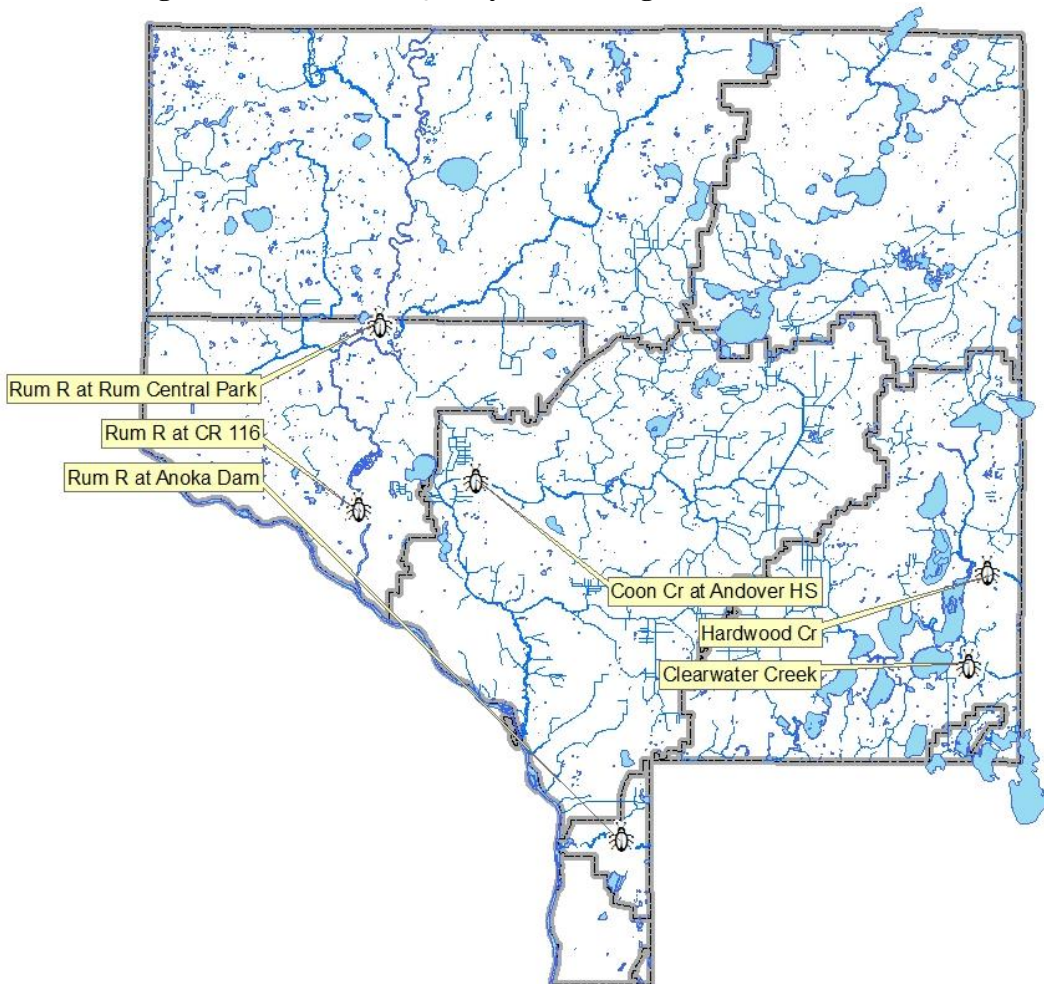 Rum R at Rum Central Park
Rum R at CR 116
Rum R at Anoka Dam
Coon Cr at Andover HS
Hardwood Cr
Clearwater Creek